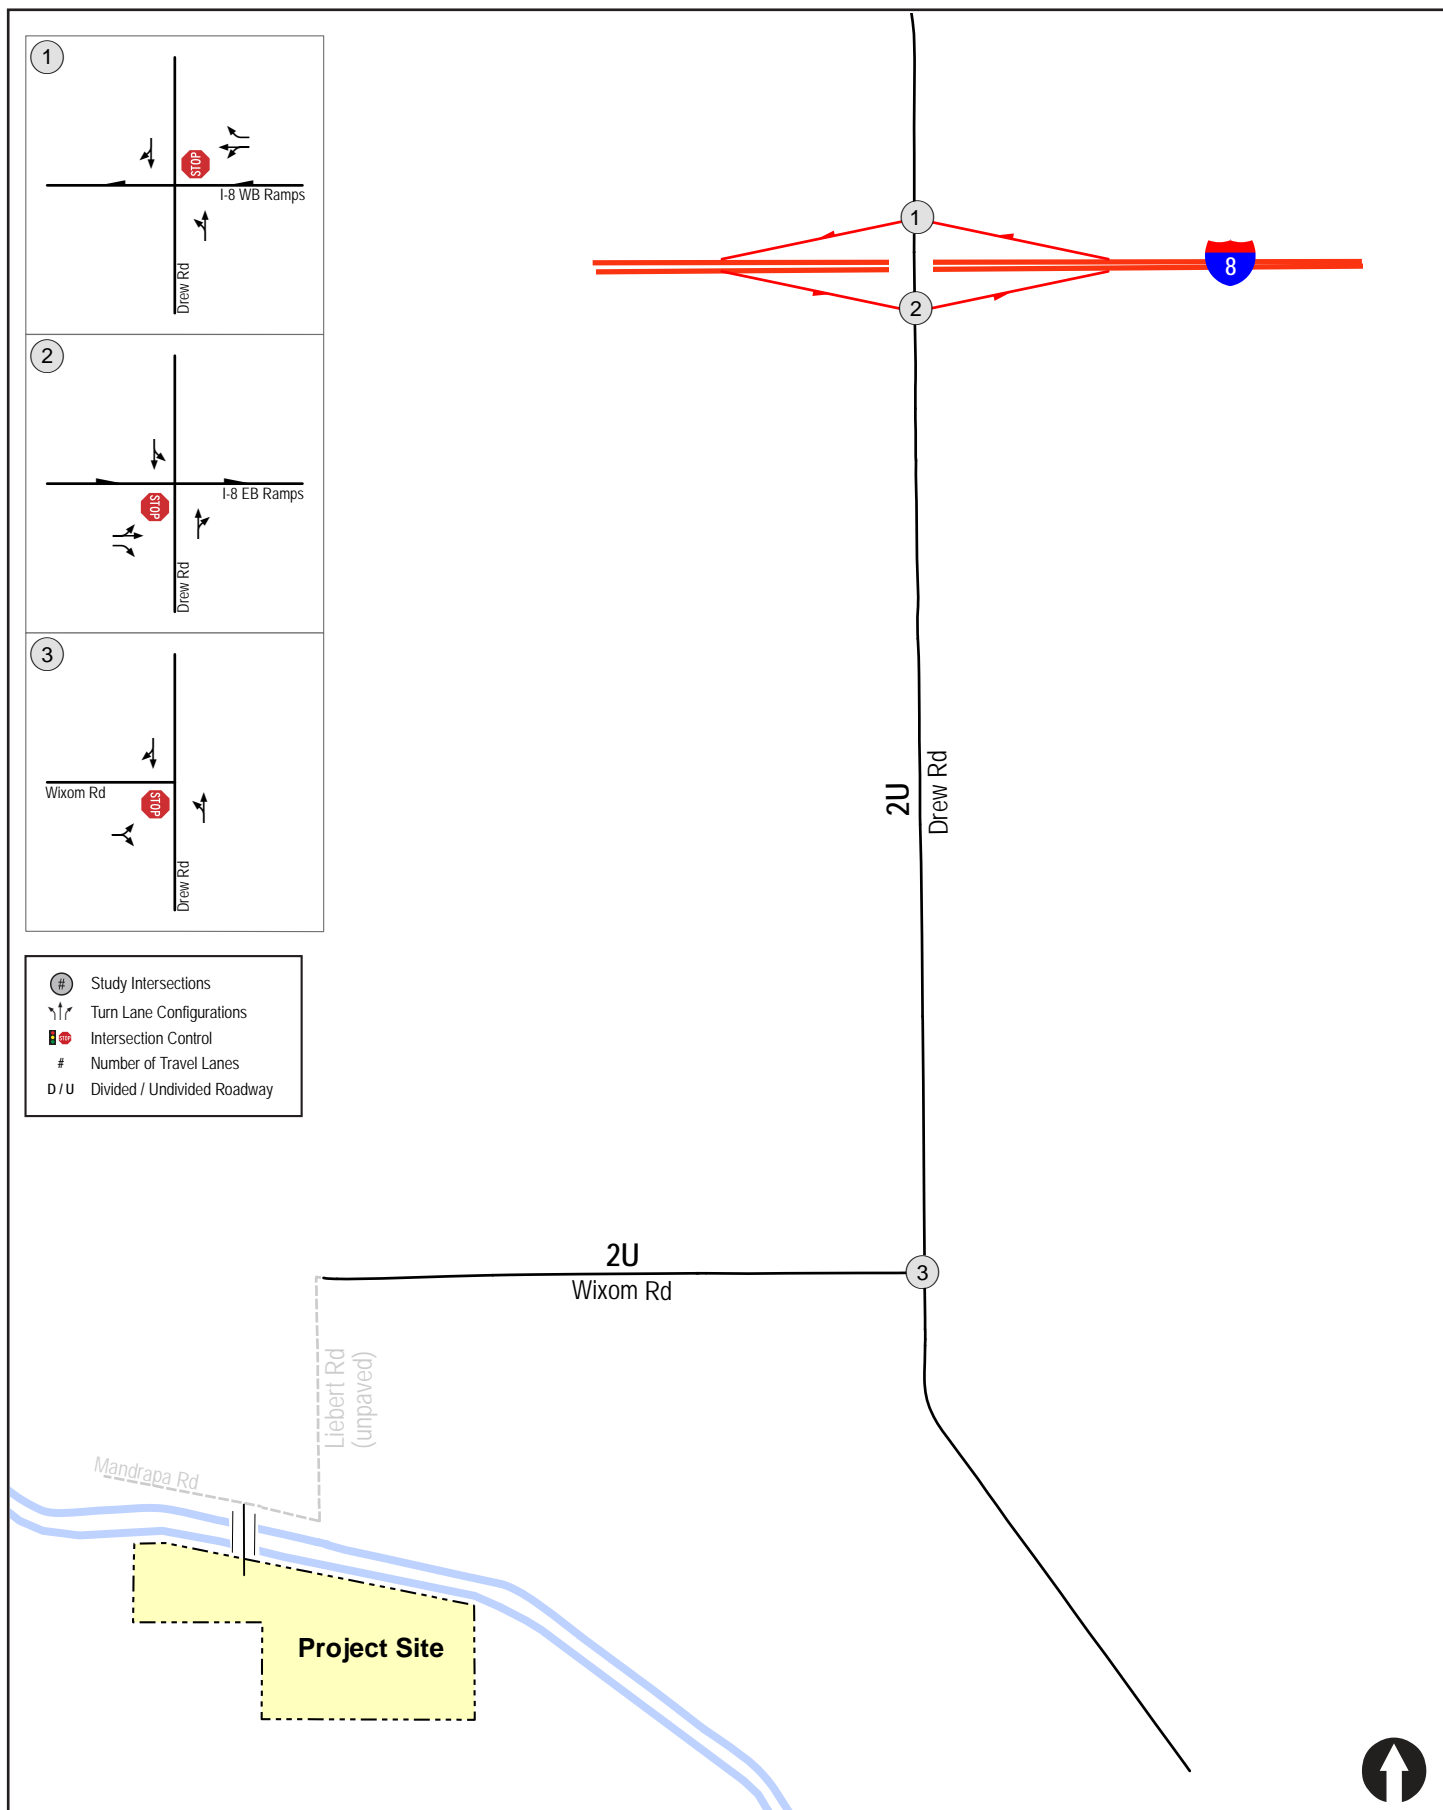 1
STOP
I-8 WB Ramps
Drew Rd
2
STOP
I-8 EB Ramps
Drew Rd
3
Wixom Rd
STOP
Drew Rd
# Study Intersections
Turn Lane Configurations
STOP Intersection Control
# Number of Travel Lanes
D / U Divided / Undivided Roadway
1
8
2
2U
Drew Rd
2U
3
Wixom Rd
Liebert Rd
(unpaved)
Mandrapa Rd
Project Site